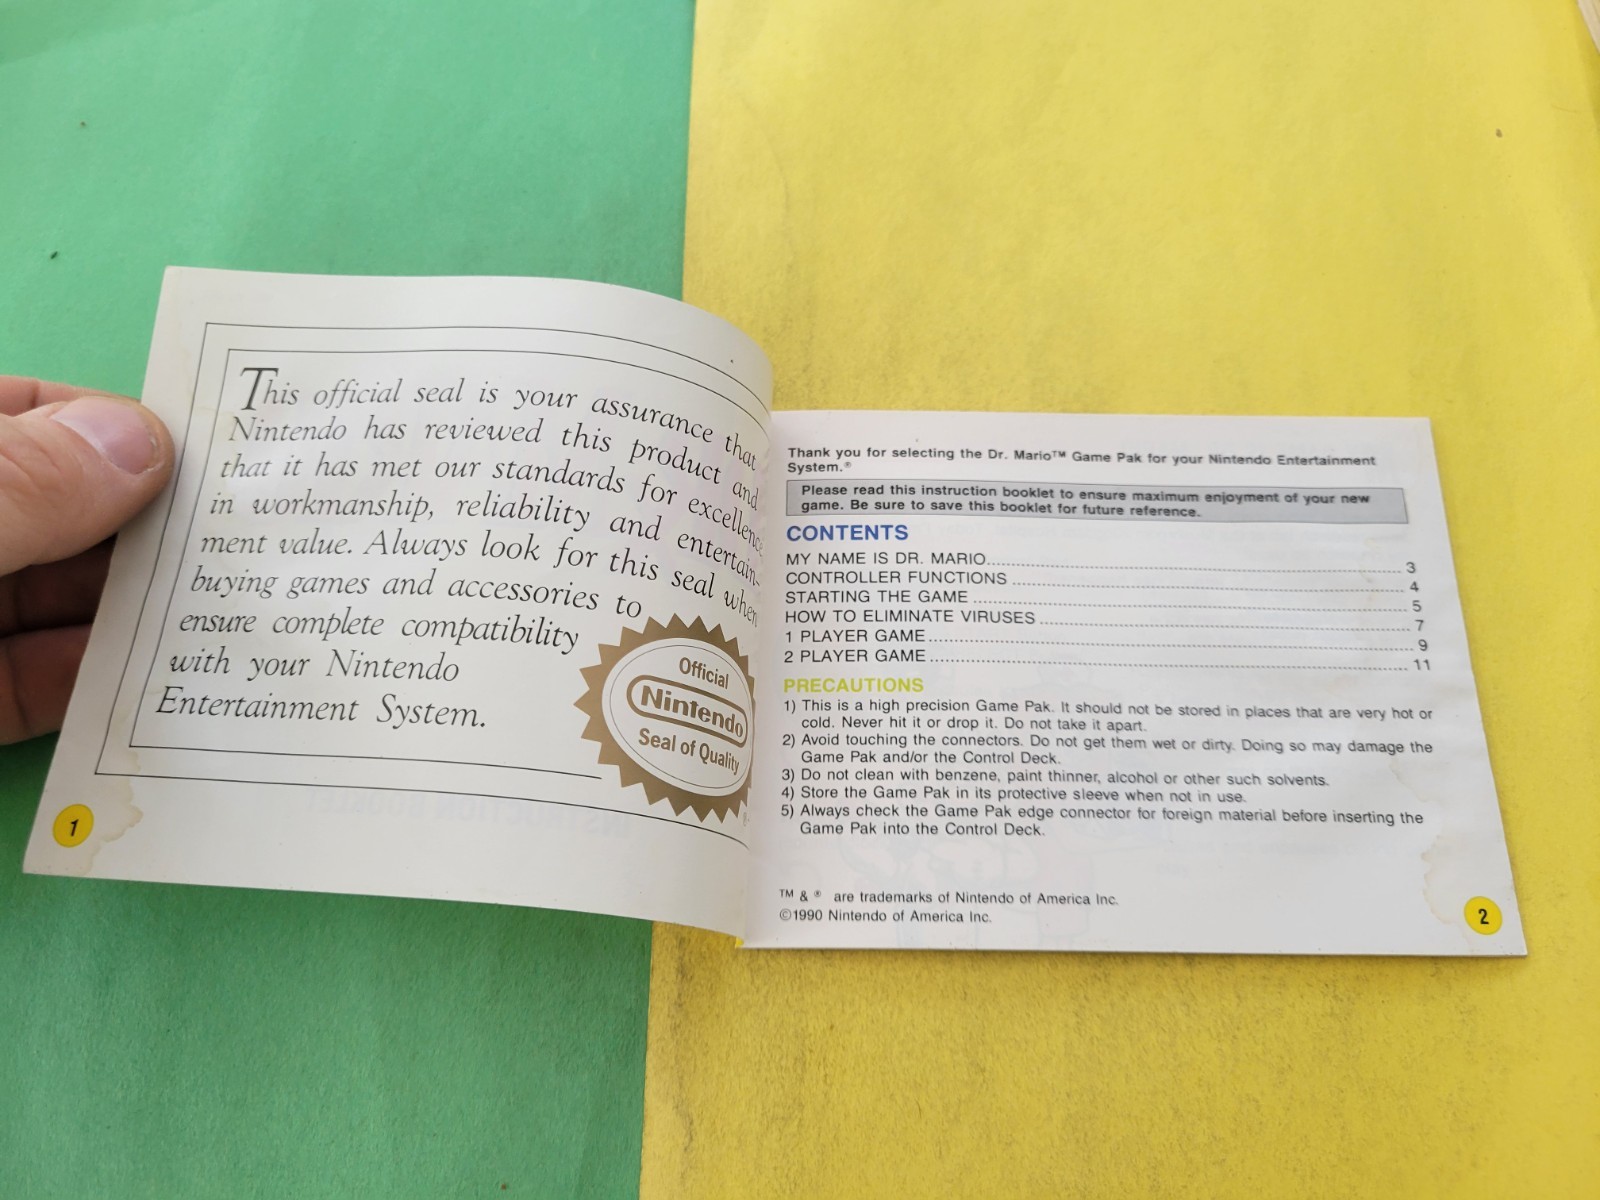 This official seal is your assurance that
Nintendo has reviewed this product and
that it has met our standards for excellence
in workmanship, reliability and entertain-
ment value. Always look for this seal when
buying games and accessories to
ensure complete compatibility
with your Nintendo
Entertainment System.
Official
Nintendo
Seal of Quality
1
Thank you for selecting the Dr. Mario™ Game Pak for your Nintendo Entertainment
System.®
Please read this instruction booklet to ensure maximum enjoyment of your new
game. Be sure to save this booklet for future reference.
CONTENTS
MY NAME IS DR. MARIO........ 3
CONTROLLER FUNCTIONS ........ 4
STARTING THE GAME ........ 5
HOW TO ELIMINATE VIRUSES ........ 7
1 PLAYER GAME ........ 9
2 PLAYER GAME ........ 11
PRECAUTIONS
1) This is a high precision Game Pak. It should not be stored in places that are very hot or
cold. Never hit it or drop it. Do not take it apart.
2) Avoid touching the connectors. Do not get them wet or dirty. Doing so may damage the
Game Pak and/or the Control Deck.
3) Do not clean with benzene, paint thinner, alcohol or other such solvents.
4) Store the Game Pak in its protective sleeve when not in use.
5) Always check the Game Pak edge connector for foreign material before inserting the
Game Pak into the Control Deck.
TM & ® are trademarks of Nintendo of America Inc.
©1990 Nintendo of America Inc.
2